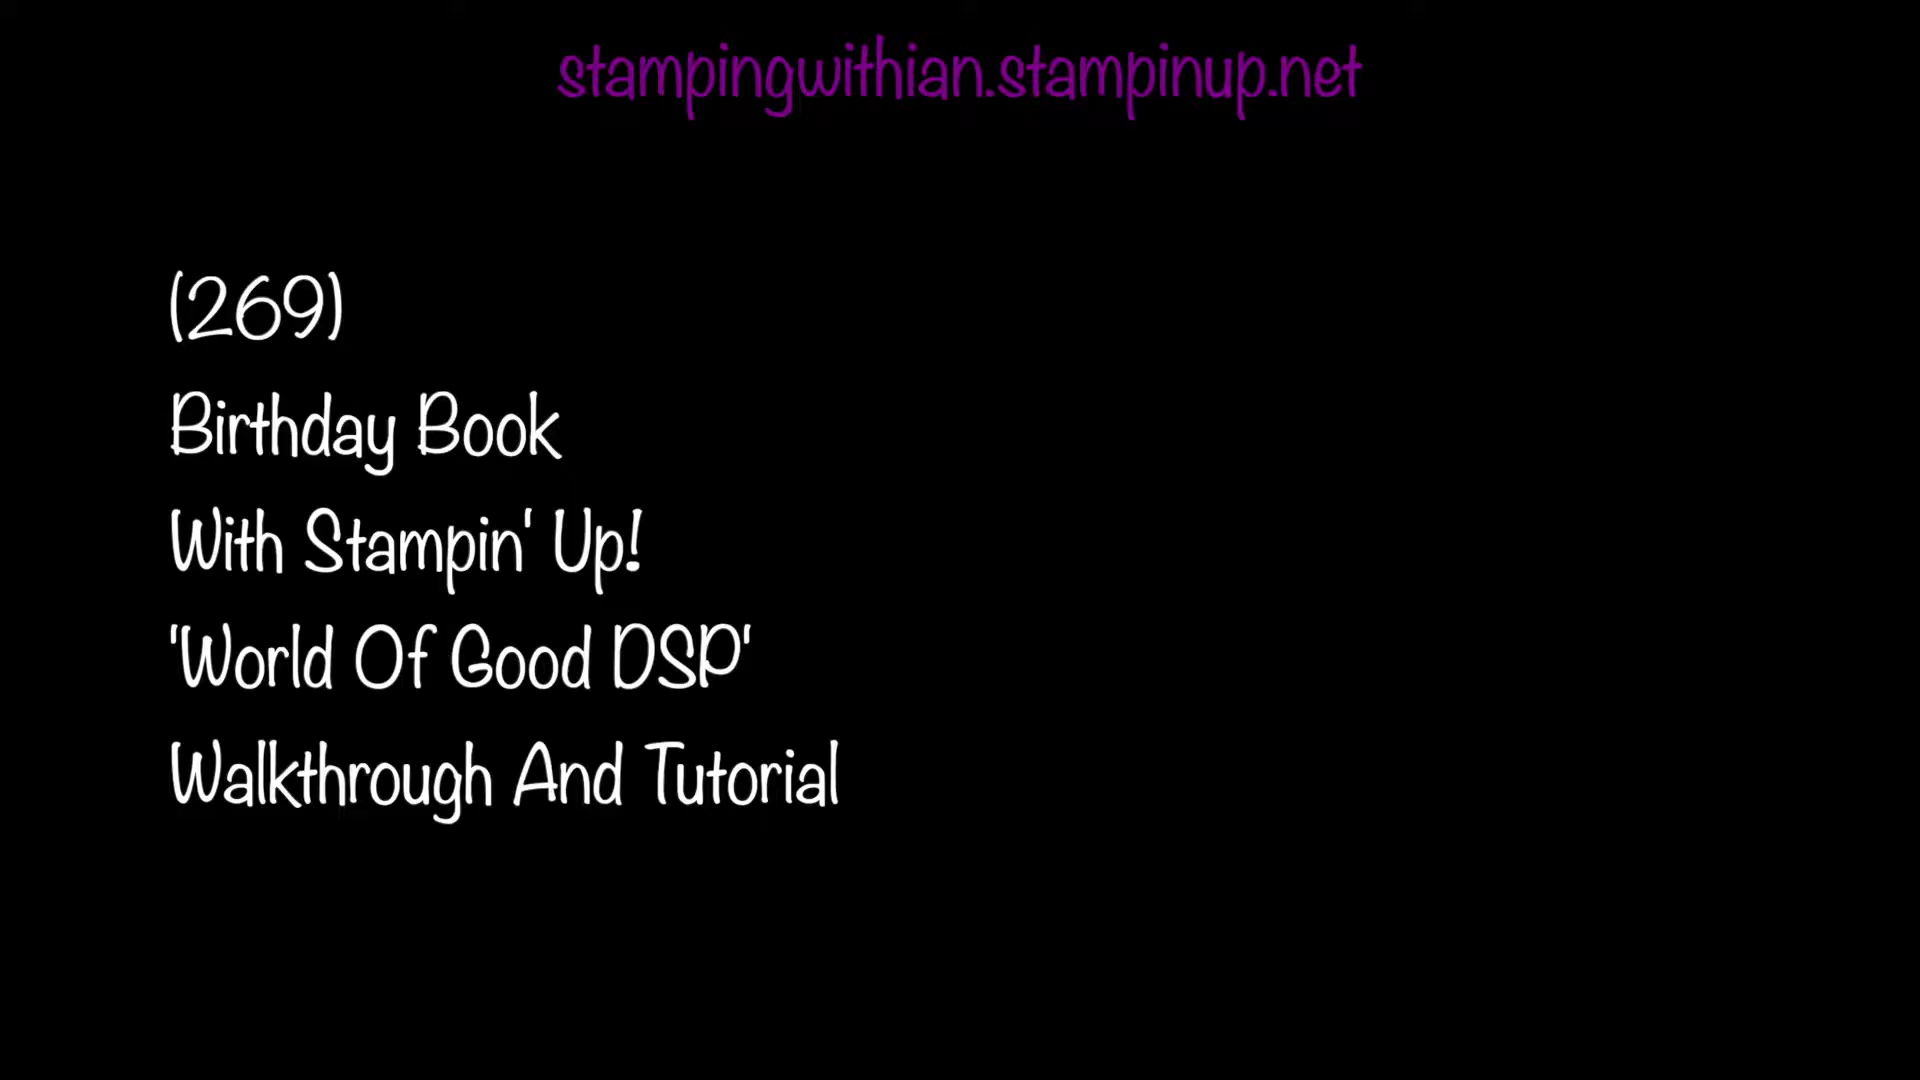 stampingwithian.stampinup.net
(269)
Birthday Book
With Stampin' Up!
'World Of Good DSP'
Walkthrough And Tutorial